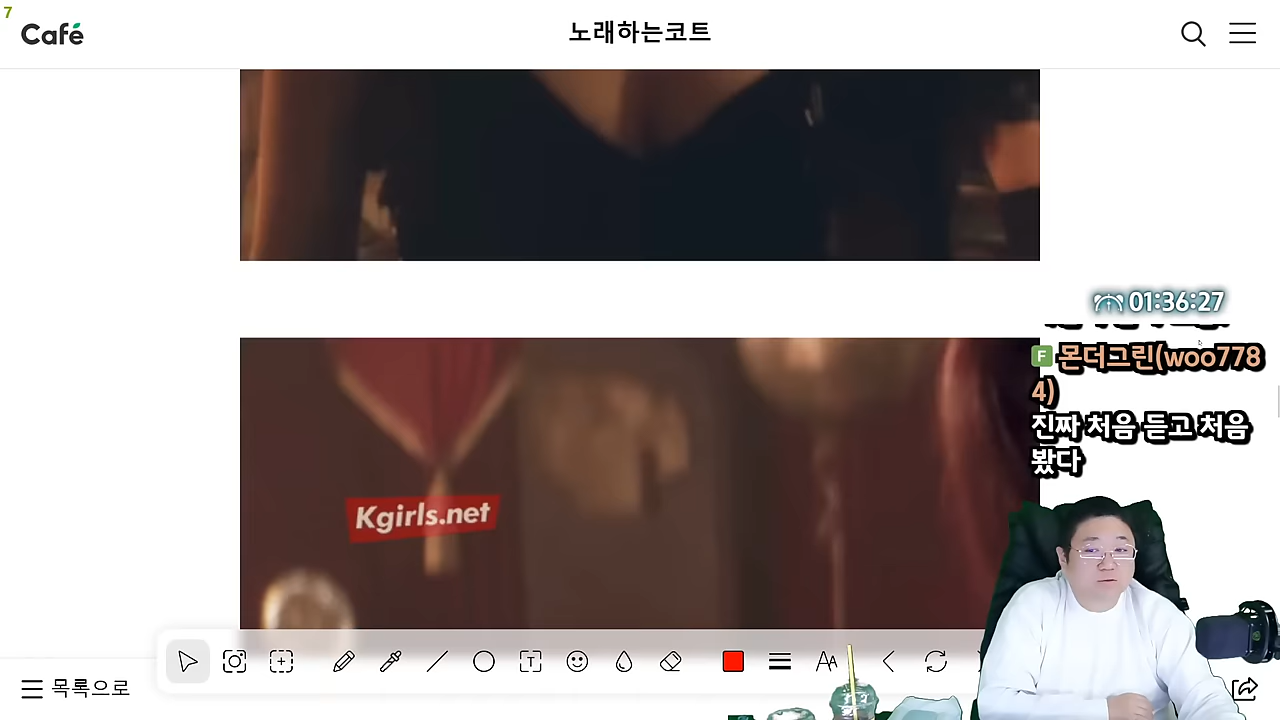 7
Café
노래하는코트
01:36:27
F 몬더그린(woo778
4)
진짜 처음 듣고 처음
봤다
Kgirls.net
T
AA
목록으로